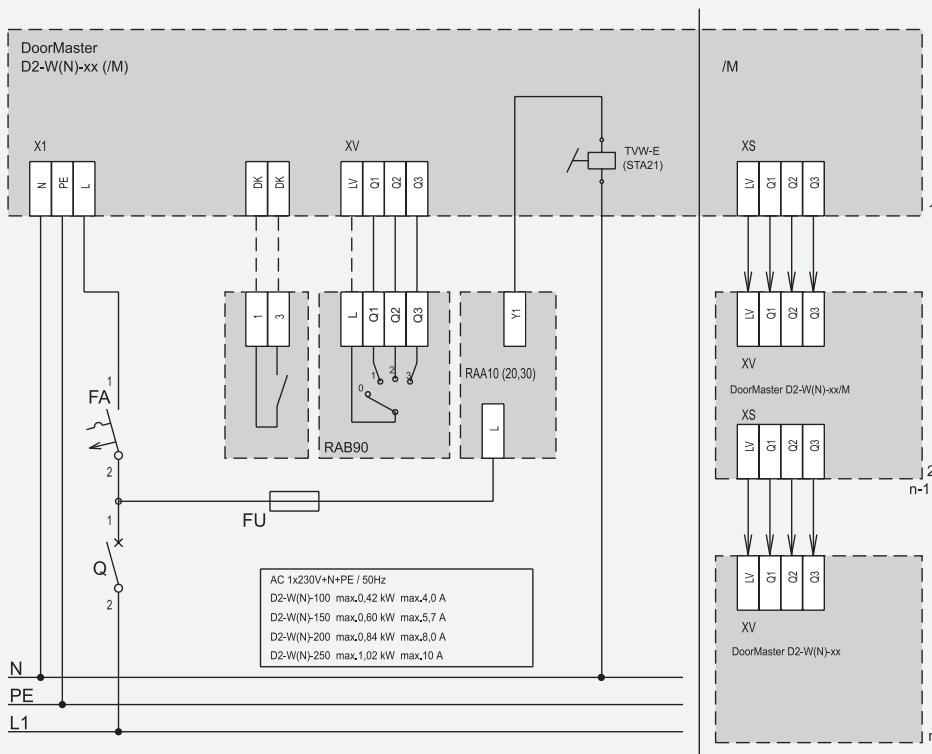 DoorMaster
D2-W(N)-xx (/M)
/M
X1
XV
XS
TVW-E
(STA21)
N PE L
DK DK
LV Q1 Q2 Q3
LV Q1 Q2 Q3
1
1 3
L Q1 Q2 Q3
Y1
LV Q1 Q2 Q3
0 1 2 3
RAB90
RAA10 (20,30)
L
XV
DoorMaster D2-W(N)-xx/M
XS
LV Q1 Q2 Q3
2
n-1
1
FA
2
FU
1
Q
2
LV Q1 Q2 Q3
XV
DoorMaster D2-W(N)-xx
n
AC 1x230V+N+PE / 50Hz
D2-W(N)-100 max.0,42 kW max.4,0 A
D2-W(N)-150 max.0,60 kW max.5,7 A
D2-W(N)-200 max.0,84 kW max.8,0 A
D2-W(N)-250 max.1,02 kW max.10 A
N
PE
L1